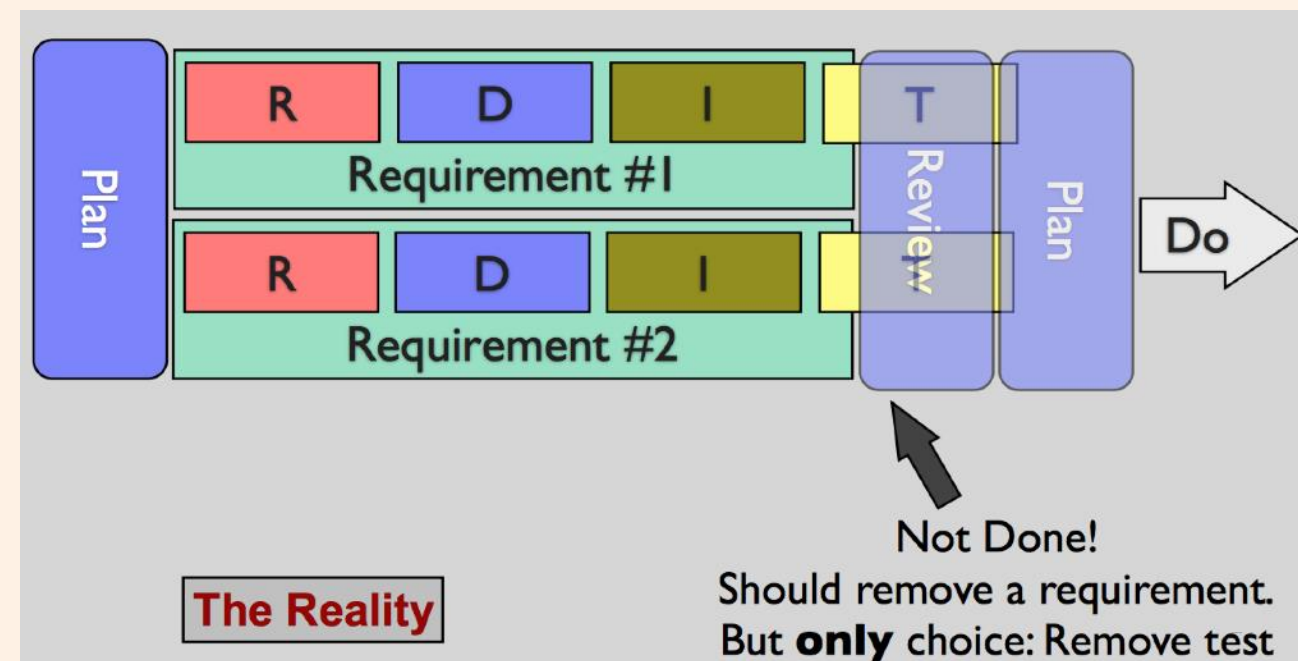 Plan
R
D
I
T
Requirement #1
R
D
I
T
Requirement #2
Review
Plan
Do
Not Done!
Should remove a requirement.
But only choice: Remove test
The Reality